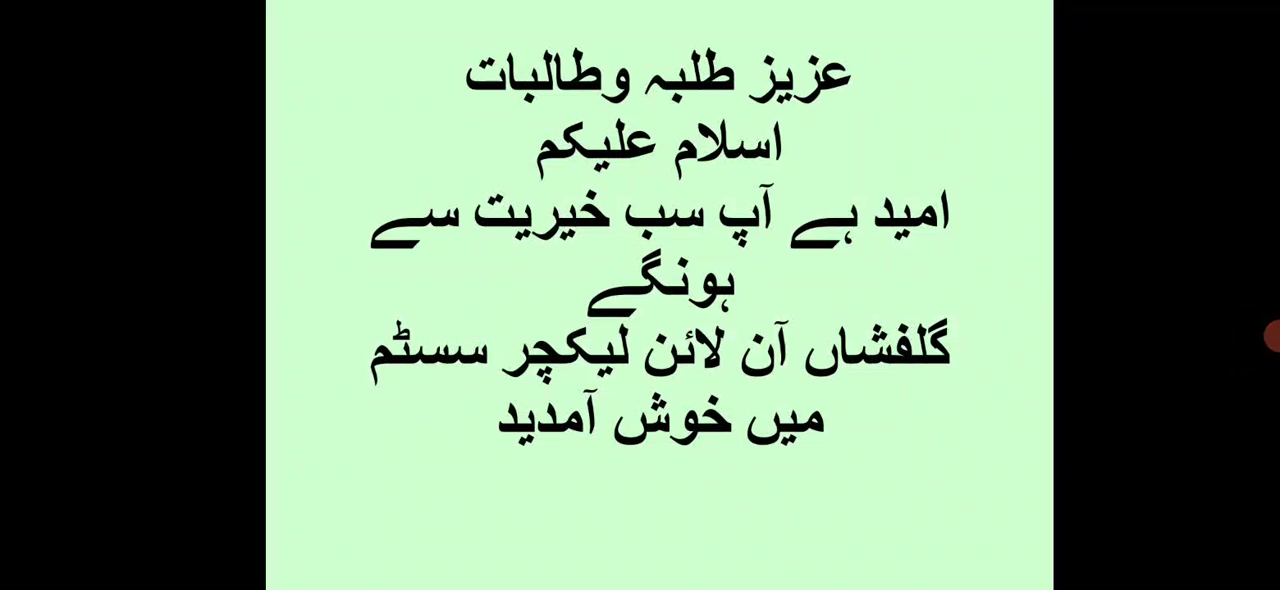 عزیز طلبہ وطالبات
اسلام علیکم
امید ہے آپ سب خیریت سے
ہونگے
گلفشاں آن لائن لیکچر سسٹم
میں خوش آمدید